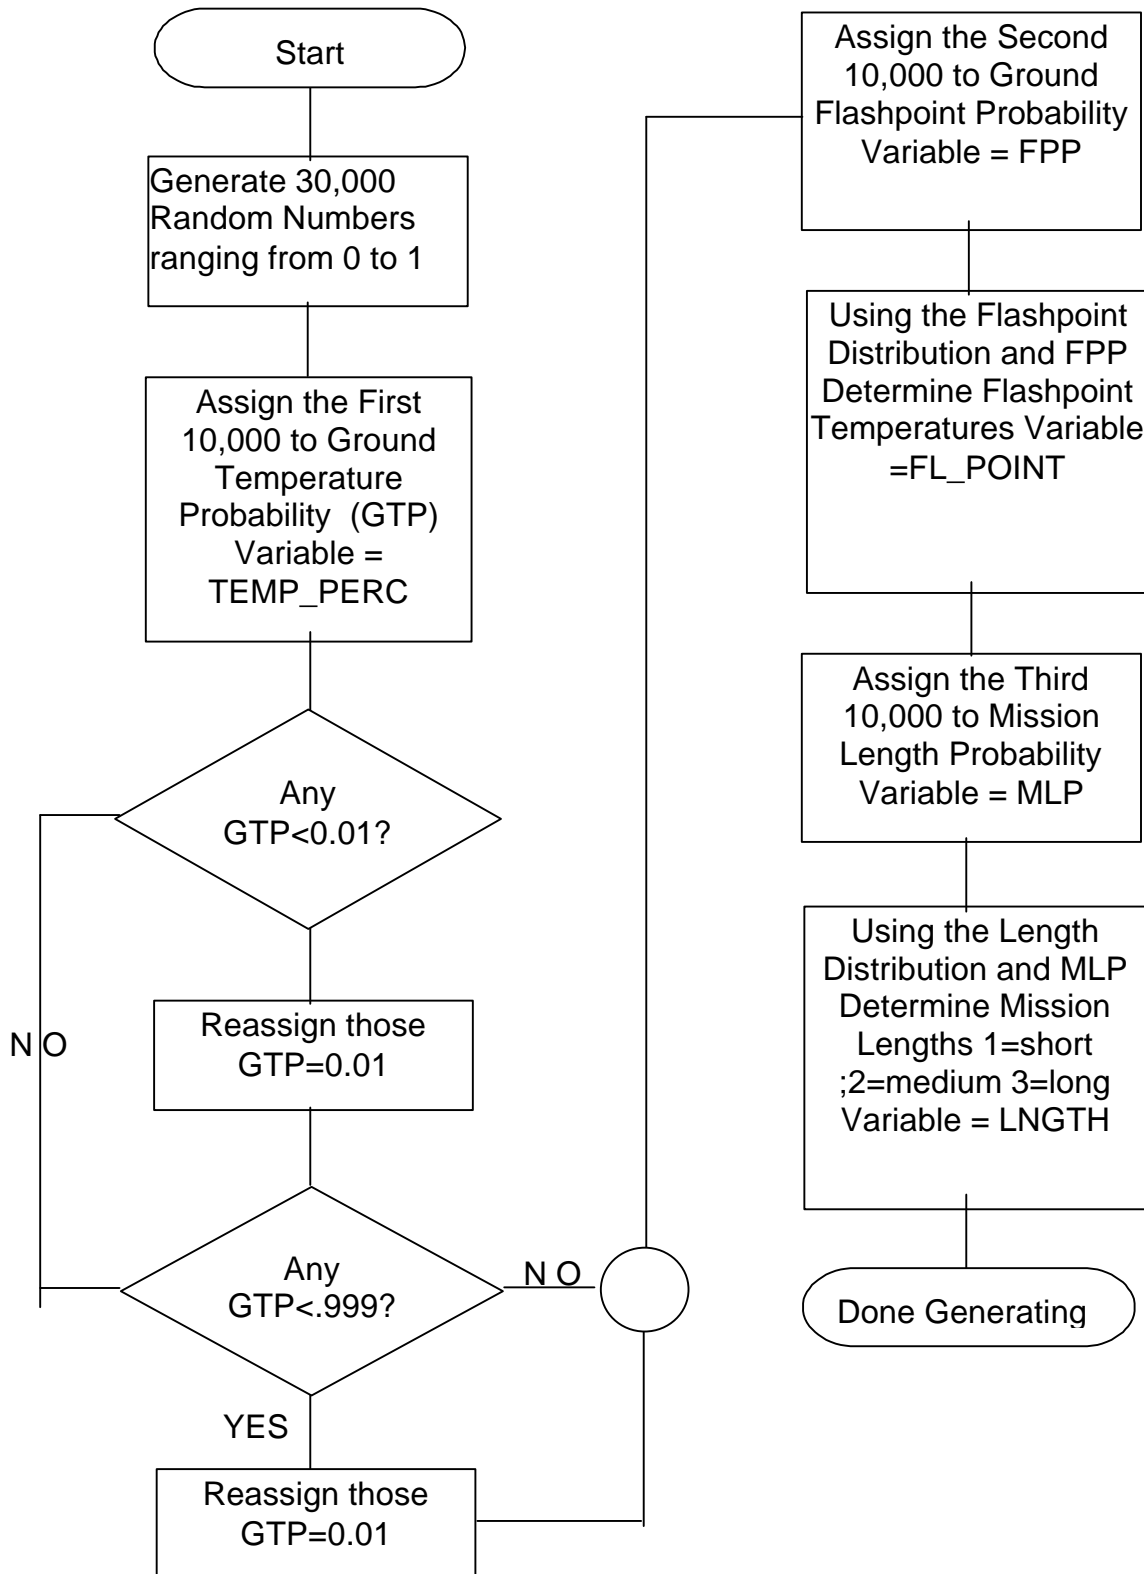 Start
Generate 30,000
Random Numbers
ranging from 0 to 1
Assign the First
10,000 to Ground
Temperature
Probability (GTP)
Variable =
TEMP_PERC
Any
GTP<0.01?
N O
Reassign those
GTP=0.01
Any
GTP<.999?
N O
YES
Reassign those
GTP=0.01
Assign the Second
10,000 to Ground
Flashpoint Probability
Variable = FPP
Using the Flashpoint
Distribution and FPP
Determine Flashpoint
Temperatures Variable
=FL_POINT
Assign the Third
10,000 to Mission
Length Probability
Variable = MLP
Using the Length
Distribution and MLP
Determine Mission
Lengths 1=short
;2=medium 3=long
Variable = LNGTH
Done Generating